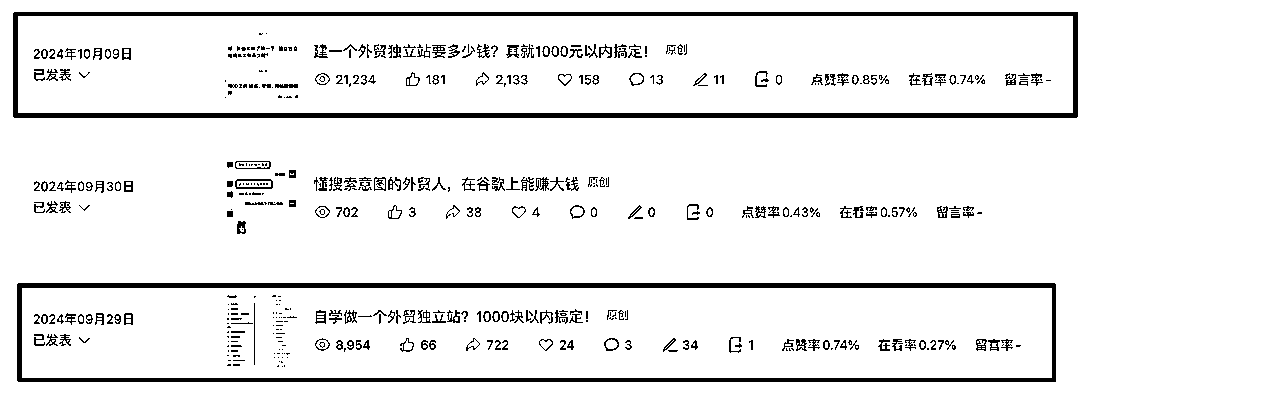 2024年10月09日
已发表
建一个外贸独立站要多少钱？真就1000元以内搞定！ 原创
21,234 181 2,133 158 13 11 0 点赞率0.85% 在看率0.74% 留言率-
2024年09月30日
已发表
懂搜索意图的外贸人，在谷歌上能赚大钱 原创
702 3 38 4 0 0 0 点赞率0.43% 在看率0.57% 留言率-
2024年09月29日
已发表
自学做一个外贸独立站？1000块以内搞定！ 原创
8,954 66 722 24 3 34 1 点赞率0.74% 在看率0.27% 留言率-